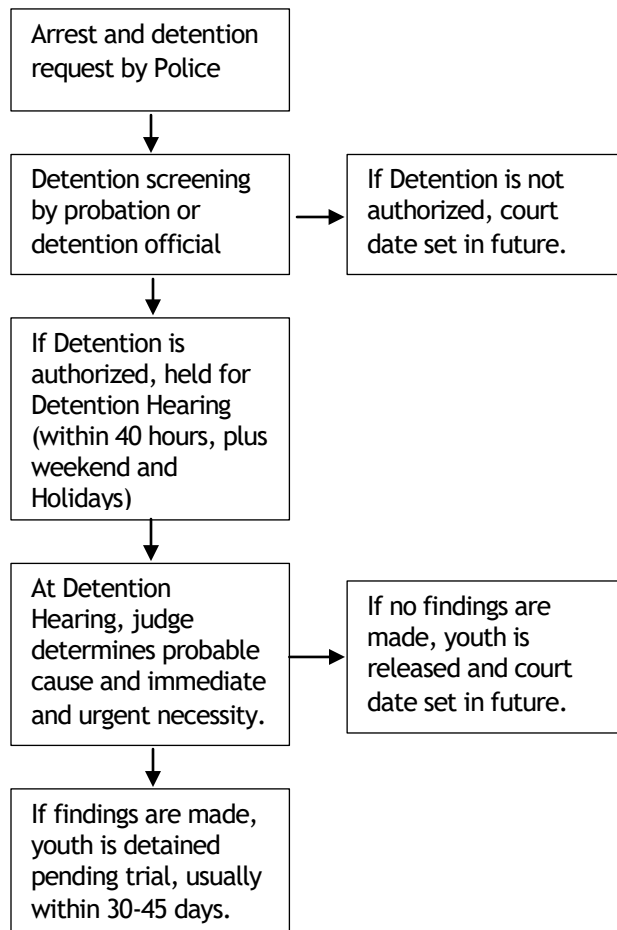 Arrest and detention
request by Police
Detention screening
by probation or
detention official
If Detention is not
authorized, court
date set in future.
If Detention is
authorized, held for
Detention Hearing
(within 40 hours, plus
weekend and
Holidays)
At Detention
Hearing, judge
determines probable
cause and immediate
and urgent necessity.
If no findings are
made, youth is
released and court
date set in future.
If findings are made,
youth is detained
pending trial, usually
within 30-45 days.